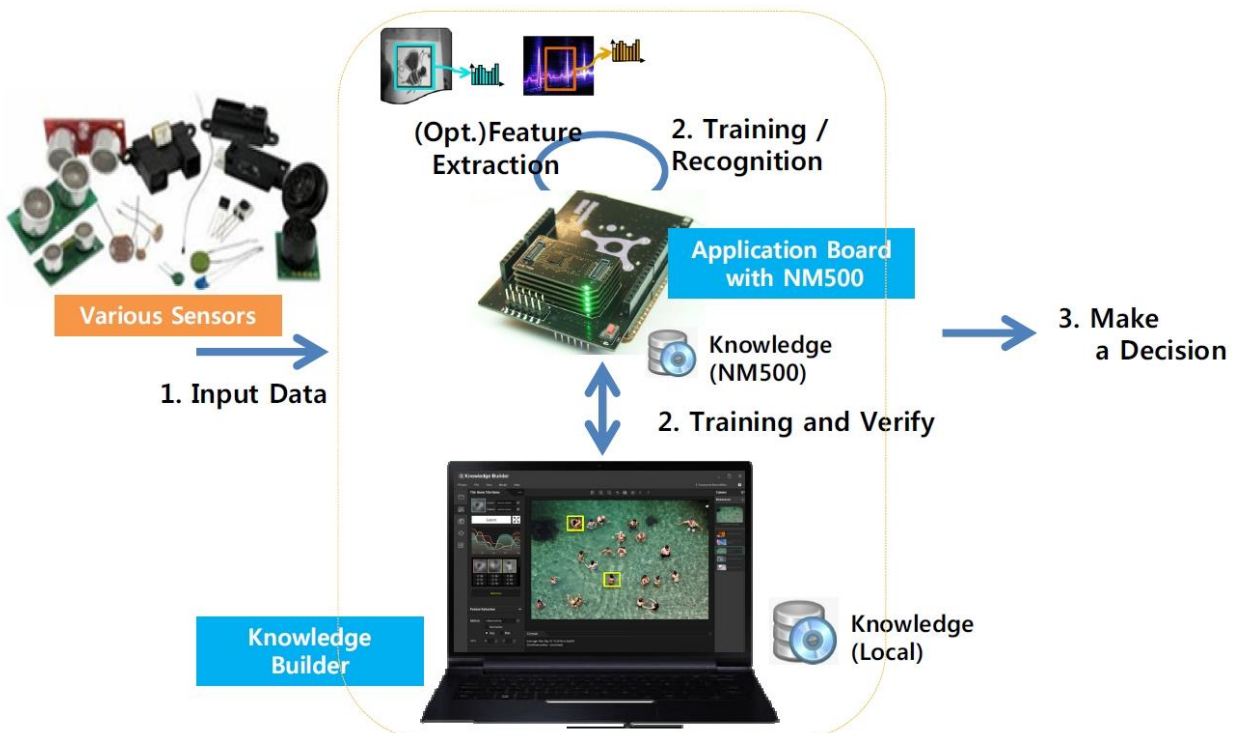 (Opt.)Feature
Extraction
2. Training /
Recognition
Various Sensors
Application Board
with NM500
1. Input Data
Knowledge
(NM500)
3. Make
a Decision
2. Training and Verify
Knowledge Builder
Knowledge
Builder
Knowledge
(Local)